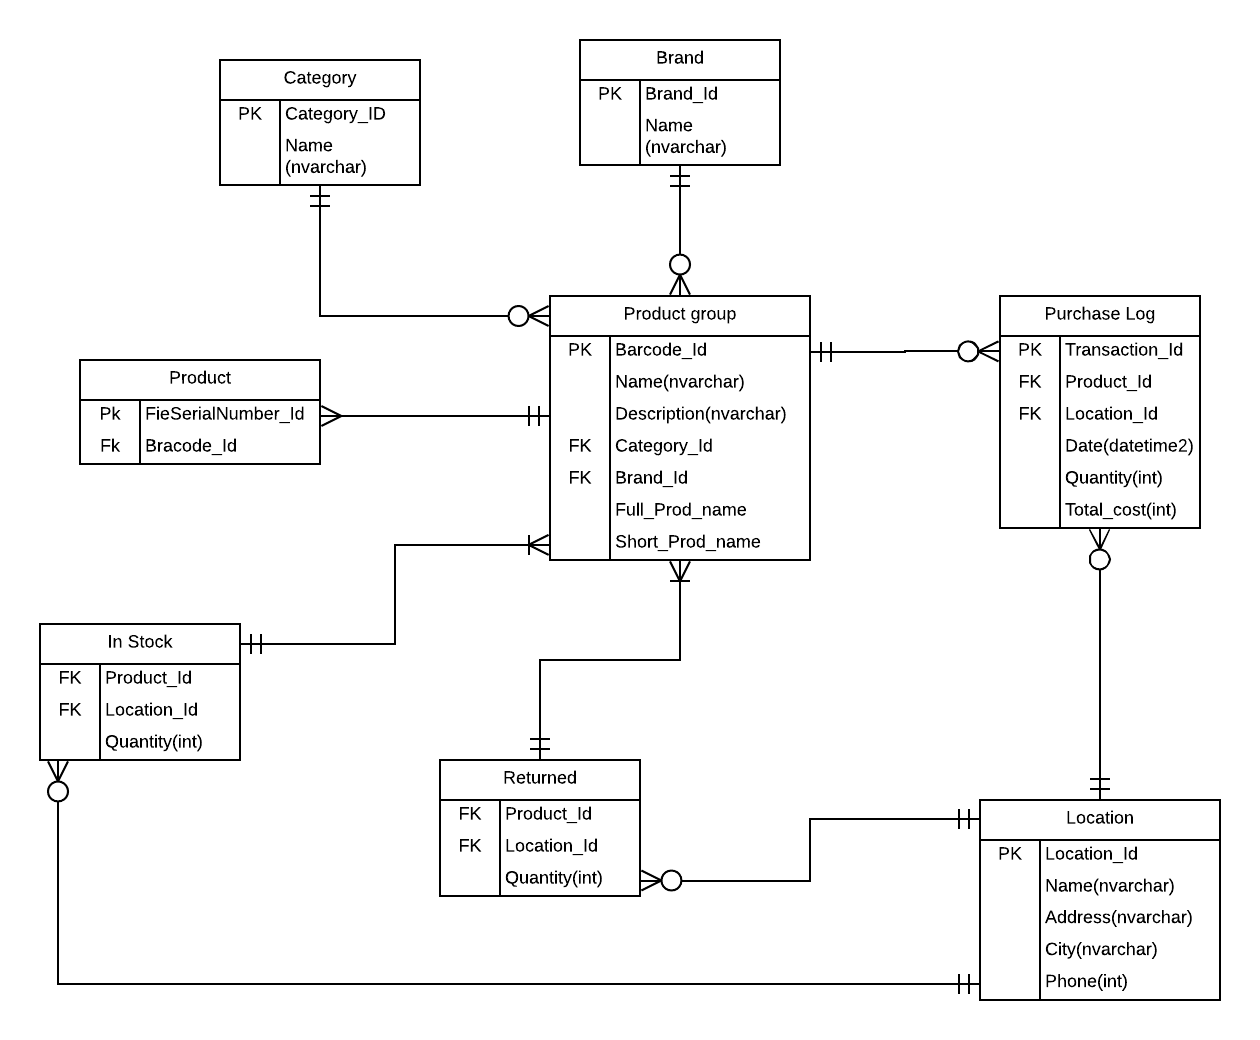 Category
PK Category_ID
Name
(nvarchar)
Brand
PK Brand_Id
Name
(nvarchar)
Product
Pk FieSerialNumber_Id
Fk Bracode_Id
Product group
PK Barcode_Id
Name(nvarchar)
Description(nvarchar)
FK Category_Id
FK Brand_Id
Full_Prod_name
Short_Prod_name
Purchase Log
PK Transaction_Id
FK Product_Id
FK Location_Id
Date(datetime2)
Quantity(int)
Total_cost(int)
In Stock
FK Product_Id
FK Location_Id
Quantity(int)
Returned
FK Product_Id
FK Location_Id
Quantity(int)
Location
PK Location_Id
Name(nvarchar)
Address(nvarchar)
City(nvarchar)
Phone(int)